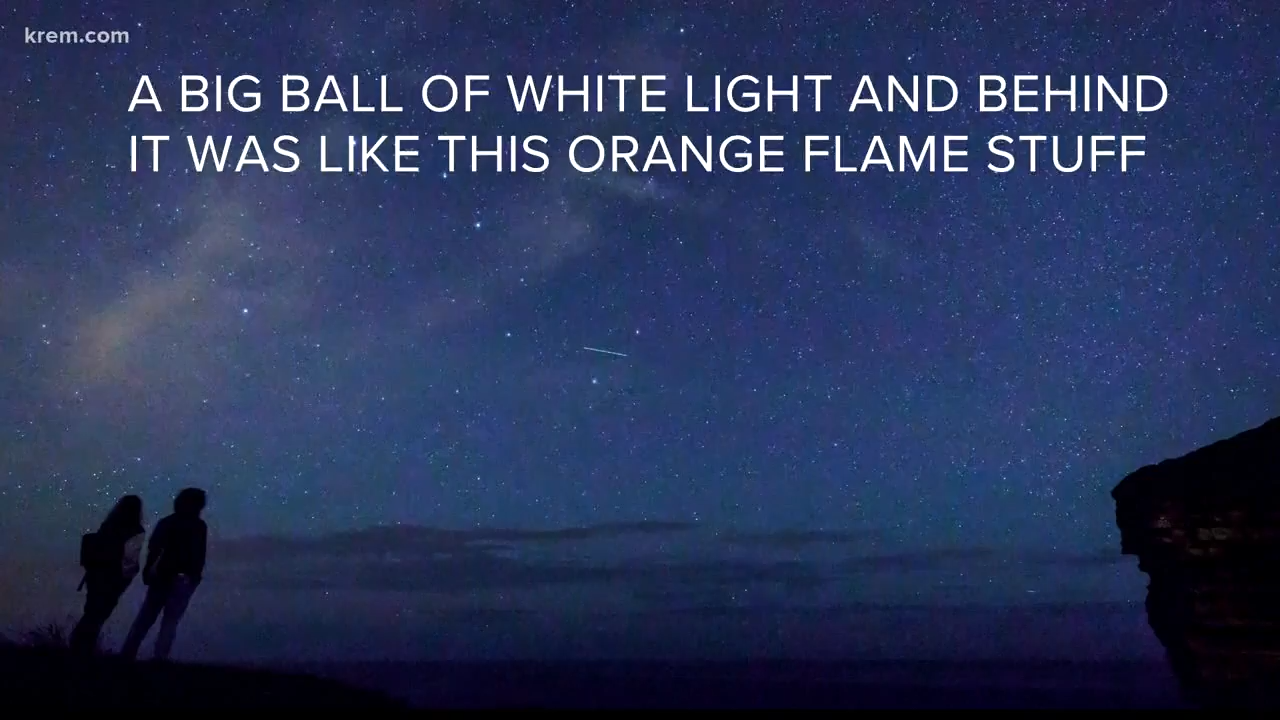 krem.com
A BIG BALL OF WHITE LIGHT AND BEHIND
IT WAS LIKE THIS ORANGE FLAME STUFF